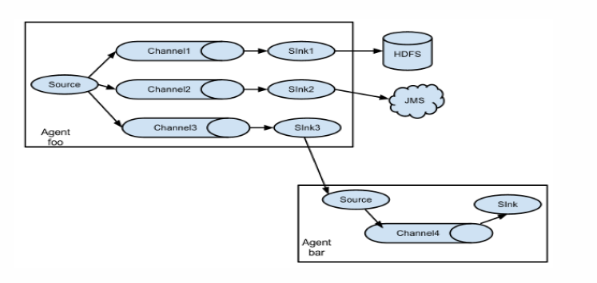 Channel1
SInk1
HDFS
Source
Channel2
SInk2
JMS
Channel3
SInk3
Agent
foo
Source
SInk
Channel4
Agent
bar